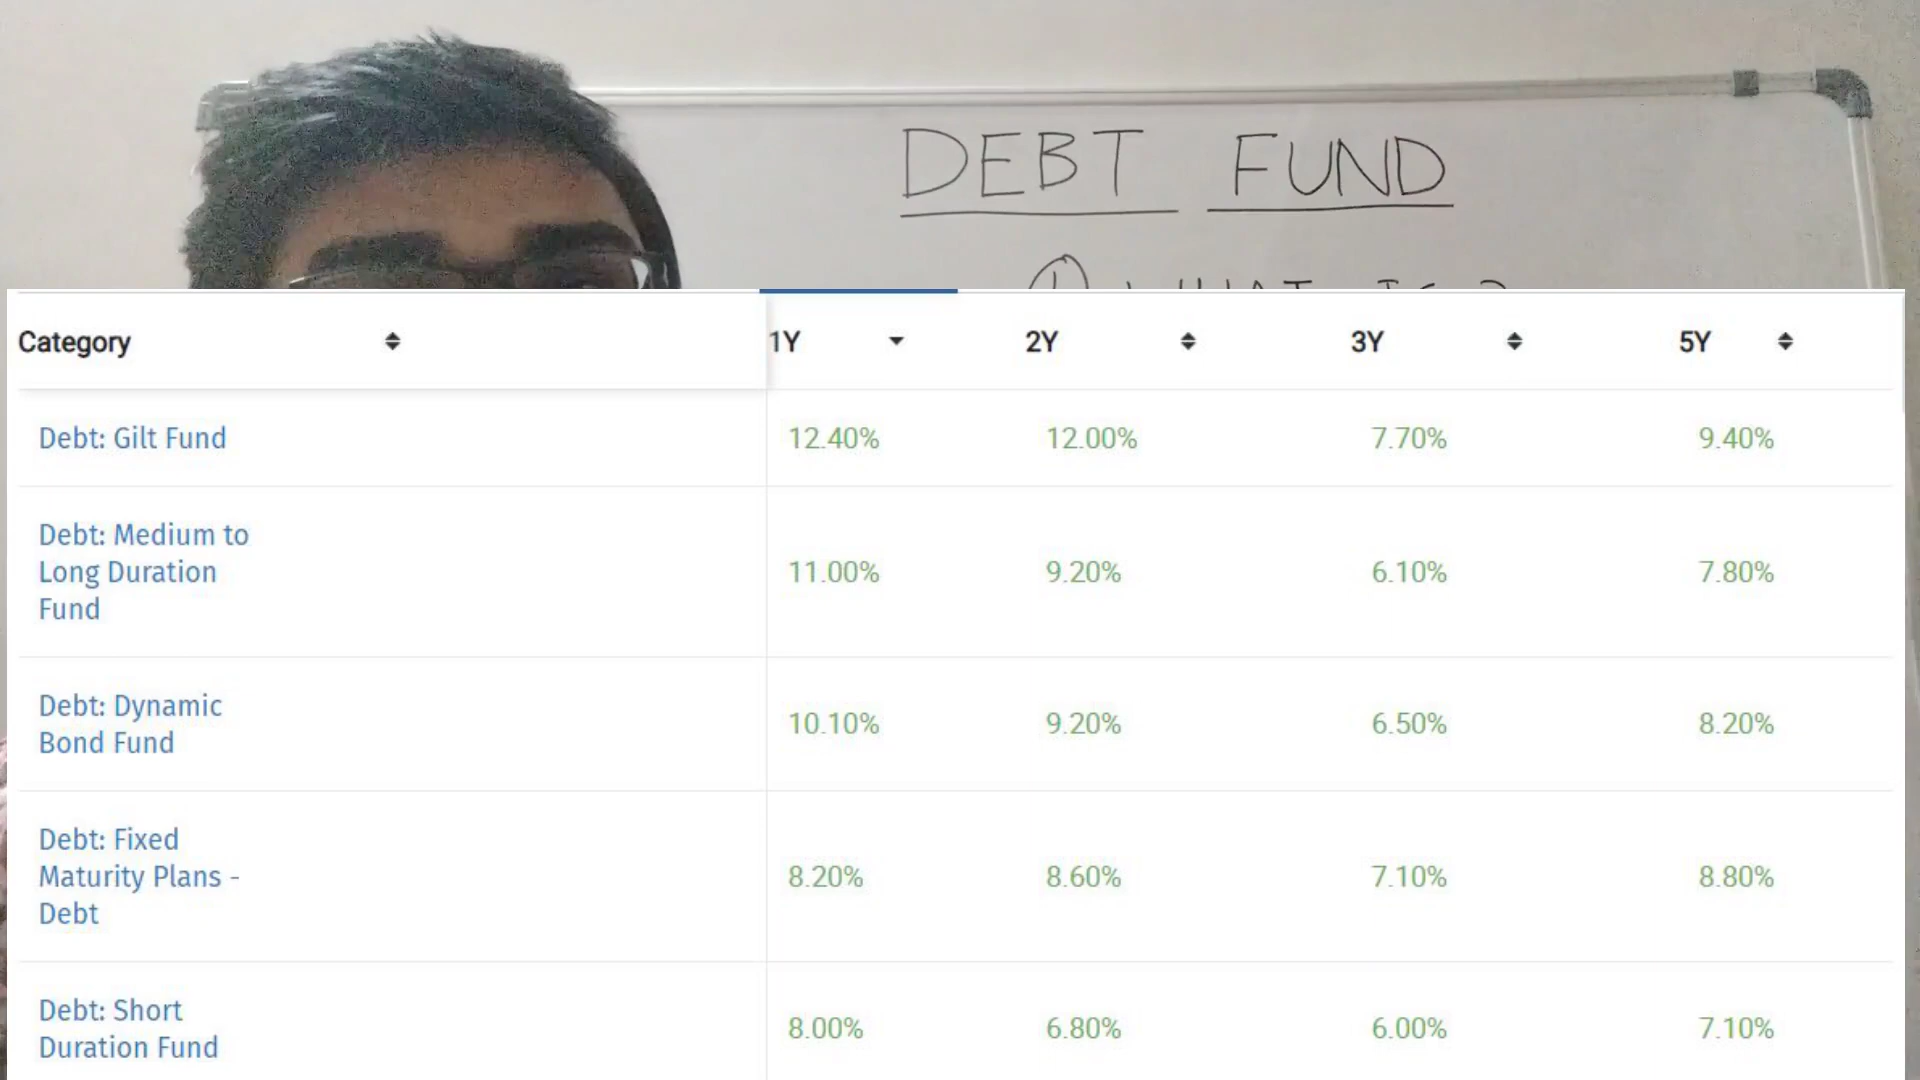 DEBT FUND
Category 1Y 2Y 3Y 5Y
Debt: Gilt Fund 12.40% 12.00% 7.70% 9.40%
Debt: Medium to
Long Duration 11.00% 9.20% 6.10% 7.80%
Fund
Debt: Dynamic
Bond Fund 10.10% 9.20% 6.50% 8.20%
Debt: Fixed
Maturity Plans - 8.20% 8.60% 7.10% 8.80%
Debt
Debt: Short
Duration Fund 8.00% 6.80% 6.00% 7.10%